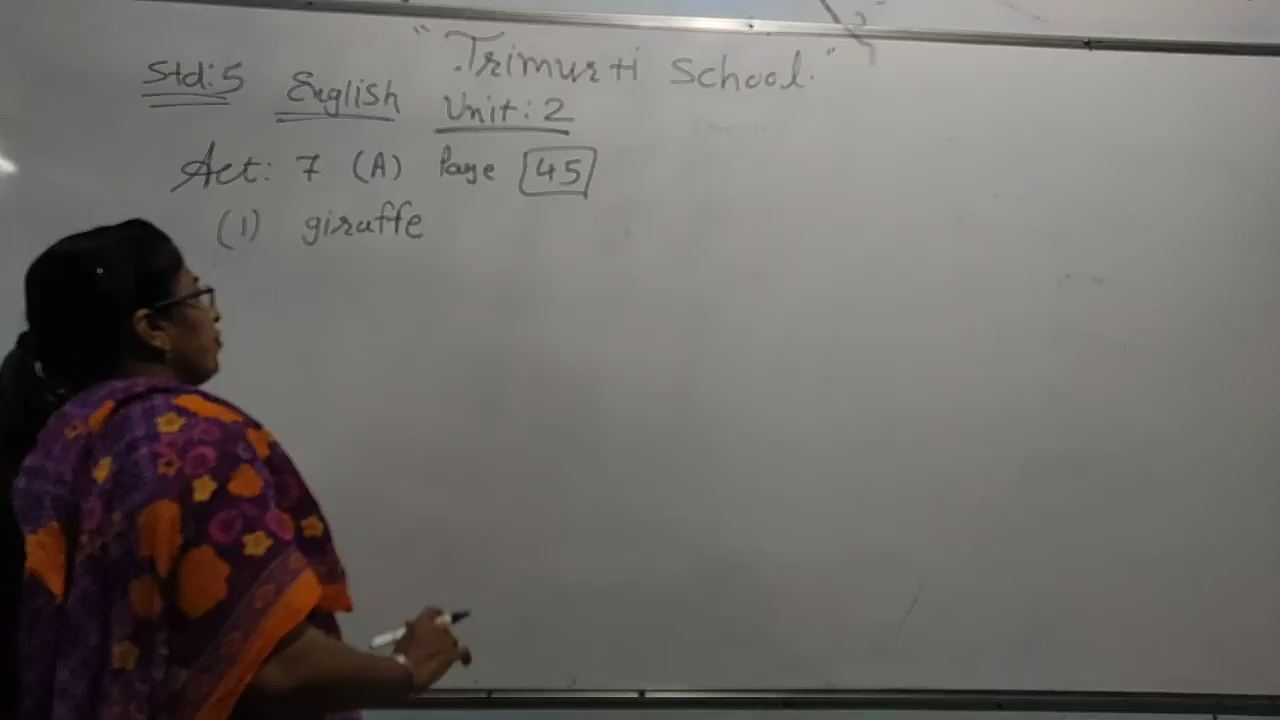 "Trimurti School."
Std:5 English Unit: 2
Act: 7 (A) Page 45
(1) giraffe